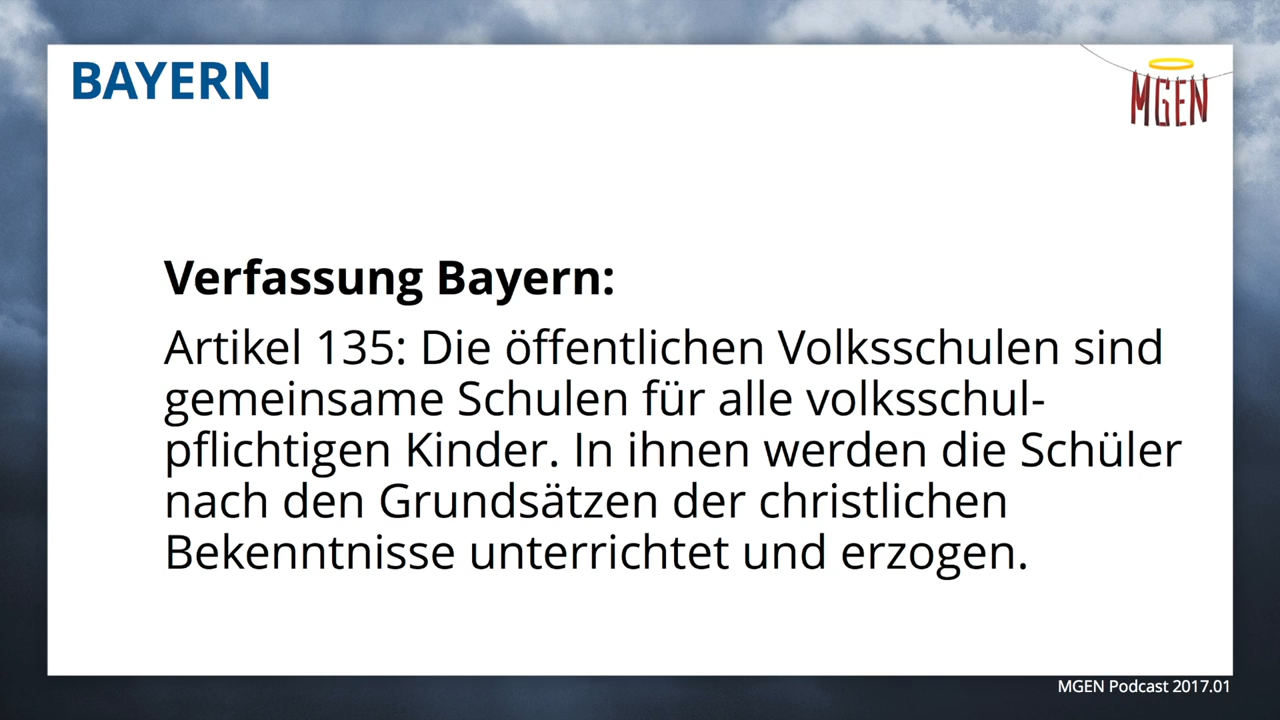 BAYERN
MGEN
Verfassung Bayern:
Artikel 135: Die öffentlichen Volksschulen sind
gemeinsame Schulen für alle volksschul-
pflichtigen Kinder. In ihnen werden die Schüler
nach den Grundsätzen der christlichen
Bekenntnisse unterrichtet und erzogen.
MGEN Podcast 2017.01